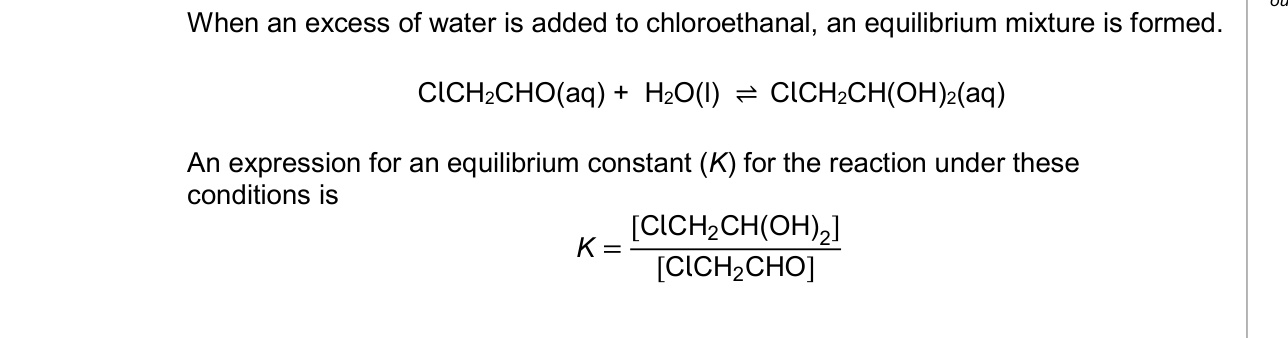 When an excess of water is added to chloroethanal, an equilibrium mixture is formed.
ClCH₂CHO(aq) + H₂O(l) ⇌ ClCH₂CH(OH)₂(aq)
An expression for an equilibrium constant (K) for the reaction under these
conditions is
K = [ClCH₂CH(OH)₂]
[ClCH₂CHO]